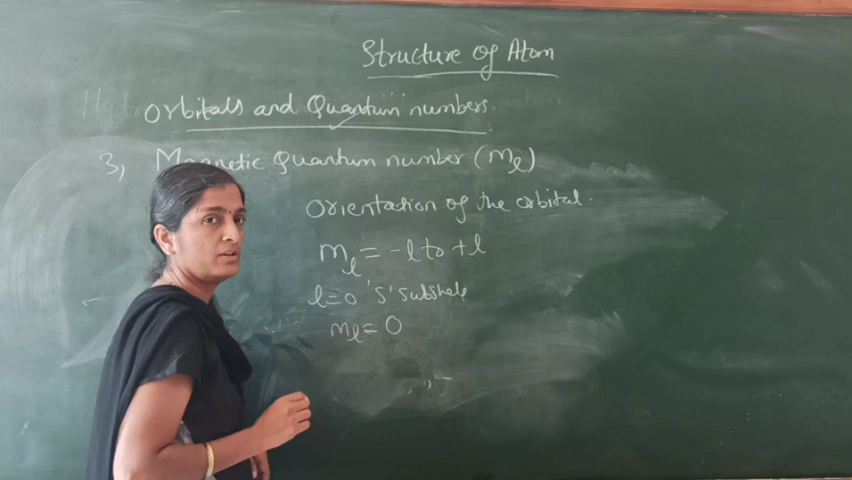 Structure of Atom
Orbitals and Quantum numbers.
3, Magnetic Quantum number (ml)
Orientation of the orbital.
ml = -l to +l
l=0 's' subshell
ml = 0